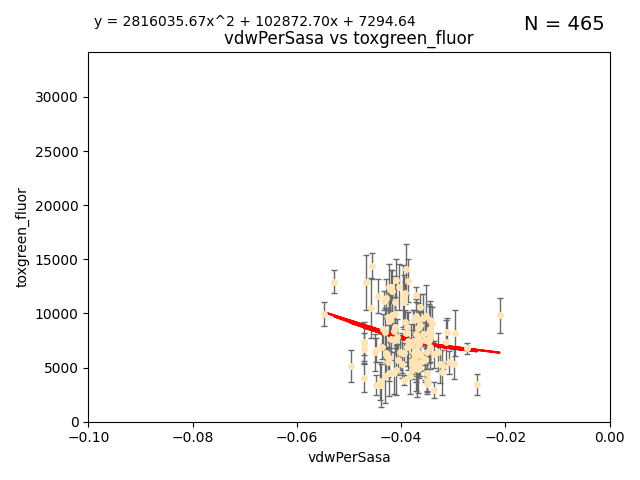 y = 2816035.67x^2 + 102872.70x + 7294.64
N = 465
vdwPerSasa vs toxgreen_fluor
30000
25000
20000
15000
10000
5000
0
toxgreen_fluor
−0.10
−0.08
−0.06
−0.04
−0.02
0.00
vdwPerSasa